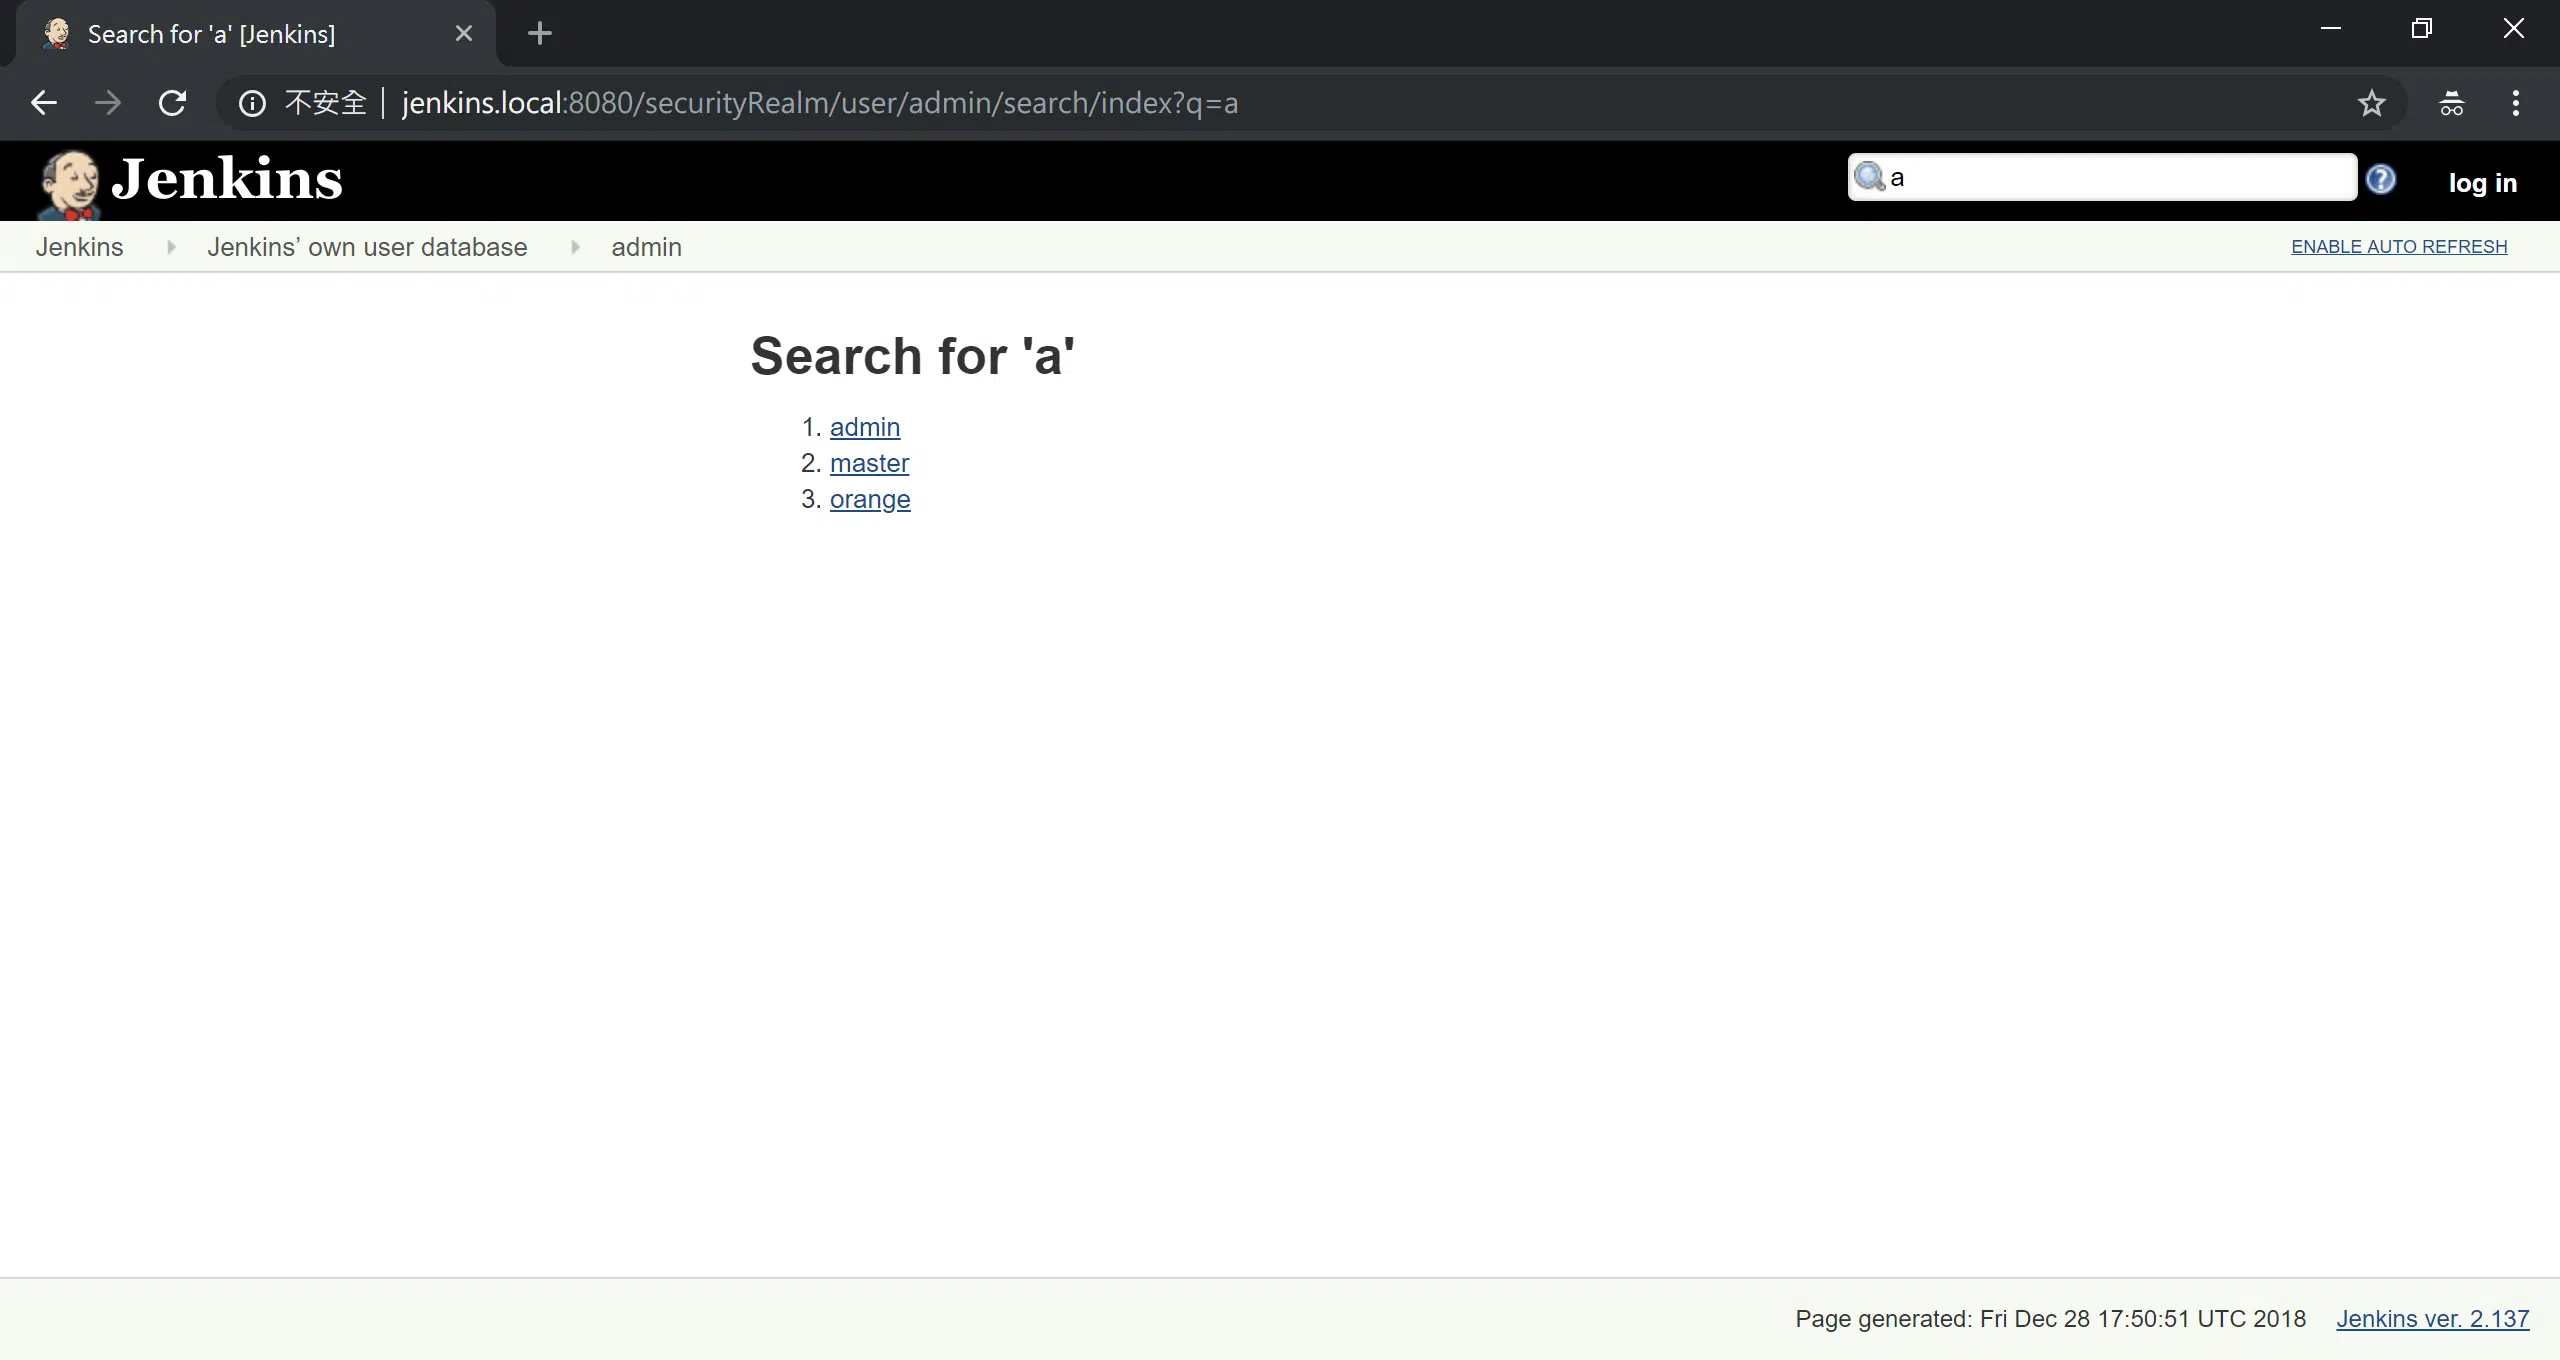 Search for 'a' [Jenkins]
不安全 jenkins.local:8080/securityRealm/user/admin/search/index?q=a
Jenkins
a
log in
Jenkins
Jenkins’ own user database
admin
ENABLE AUTO REFRESH
Search for 'a'
1. admin
2. master
3. orange
Page generated: Fri Dec 28 17:50:51 UTC 2018
Jenkins ver. 2.137